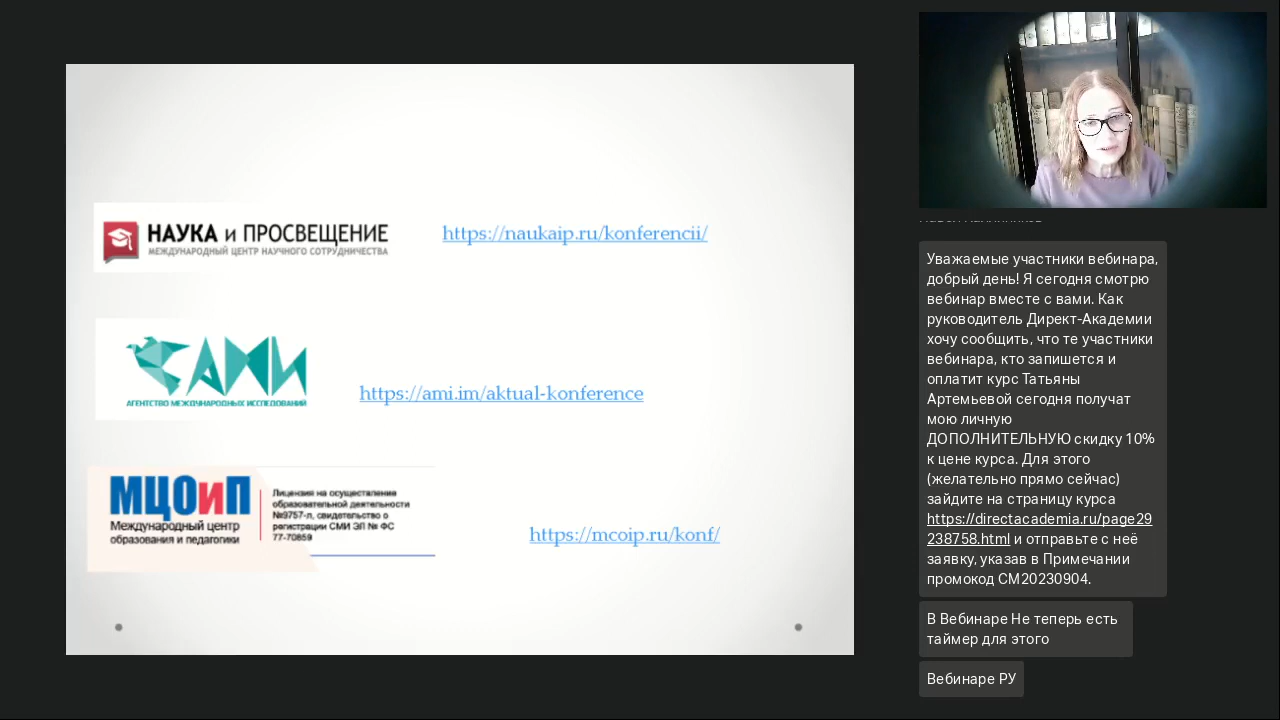 НАУКА и ПРОСВЕЩЕНИЕ
МЕЖДУНАРОДНЫЙ ЦЕНТР НАУЧНОГО СОТРУДНИЧЕСТВА
https://naukaip.ru/konferencii/
АМИ
АГЕНТСТВО МЕЖДУНАРОДНЫХ ИССЛЕДОВАНИЙ
https://ami.im/aktual-konference
МЦОиП
Международный центр
образования и педагогики
Лицензия на осуществление
образовательной деятельности
№9757-л, свидетельство о
регистрации СМИ ЭЛ № ФС
77-70859
https://mcoip.ru/konf/
Уважаемые участники вебинара,
добрый день! Я сегодня смотрю
вебинар вместе с вами. Как
руководитель Директ-Академии
хочу сообщить, что те участники
вебинара, кто запишется и
оплатит курс Татьяны
Артемьевой сегодня получат
мою личную
ДОПОЛНИТЕЛЬНУЮ скидку 10%
к цене курса. Для этого
(желательно прямо сейчас)
зайдите на страницу курса
https://directacademia.ru/page29
238758.html и отправьте с неё
заявку, указав в Примечании
промокод СМ20230904.
В Вебинаре Не теперь есть
таймер для этого
Вебинаре РУ